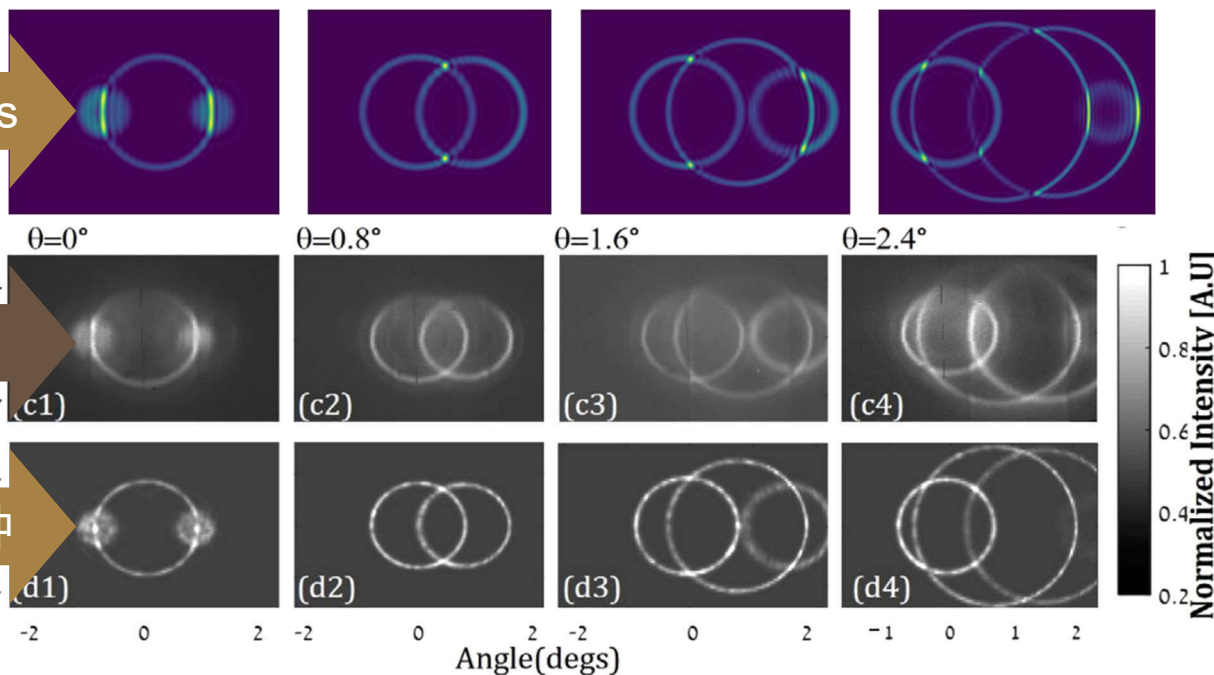 s
θ=0°
θ=0.8°
θ=1.6°
θ=2.4°
(c1)
(c2)
(c3)
(c4)
(d1)
(d2)
(d3)
(d4)
-2 0 2
-2 0 2
-2 0 2
-1 0 1 2
Angle(degs)
1
0.8
0.6
0.4
0.2
Normalized Intensity [A.U]